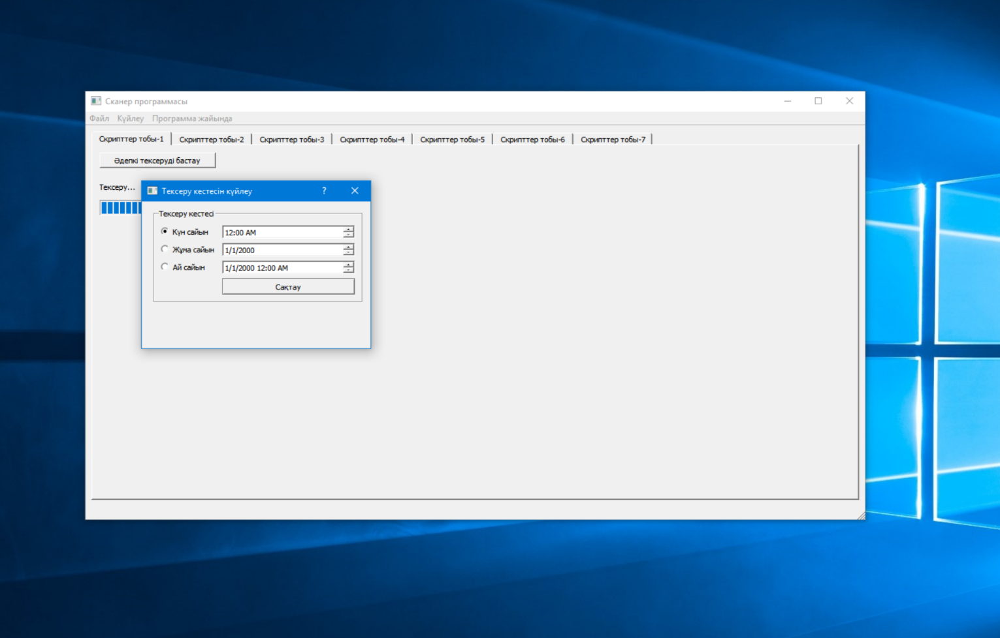 Сканер программасы
Файл Күйлеу Программа жайында
Скрипттер тобы-1 Скрипттер тобы-2 Скрипттер тобы-3 Скрипттер тобы-4 Скрипттер тобы-5 Скрипттер тобы-6 Скрипттер тобы-7
Әдепкі тексеруді бастау
Тексеру...
Тексеру кестесін күйлеу ?
Тексеру кестесі
Күн сайын 12:00 AM
Жұма сайын 1/1/2000
Ай сайын 1/1/2000 12:00 AM
Сақтау